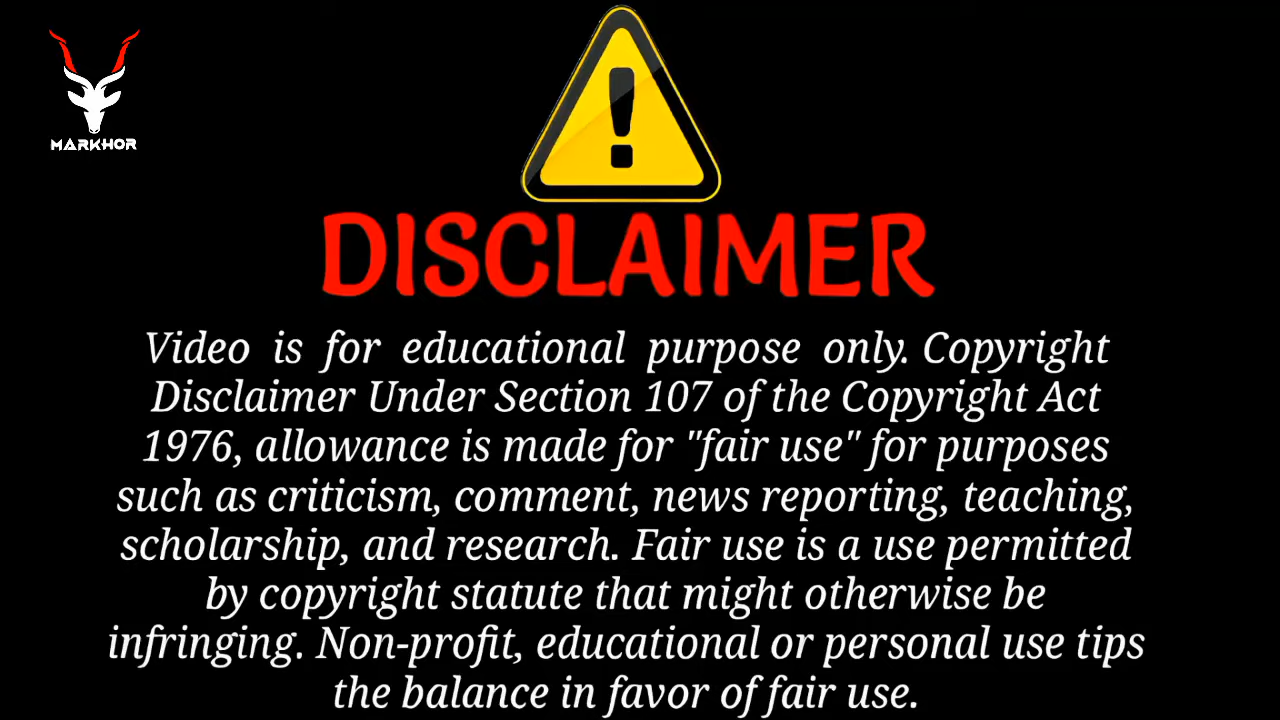 MARKHOR
DISCLAIMER
Video is for educational purpose only. Copyright
Disclaimer Under Section 107 of the Copyright Act
1976, allowance is made for "fair use" for purposes
such as criticism, comment, news reporting, teaching,
scholarship, and research. Fair use is a use permitted
by copyright statute that might otherwise be
infringing. Non-profit, educational or personal use tips
the balance in favor of fair use.